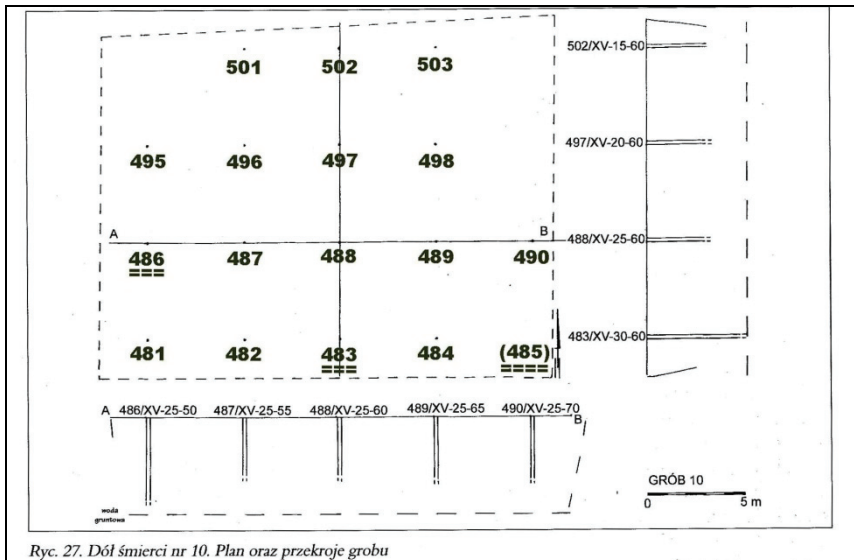 501 502 503
502/XV-15-60
495 496 497 498
497/XV-20-60
A B
488/XV-25-60
486 487 488 489 490
===
483/XV-30-60
481 482 483 484 (485)
=== ====
A 486/XV-25-50 487/XV-25-55 488/XV-25-60 489/XV-25-65 490/XV-25-70 B
GRÓB 10
0 5 m
woda
gruntowa
Ryc. 27. Dół śmierci nr 10. Plan oraz przekroje grobu